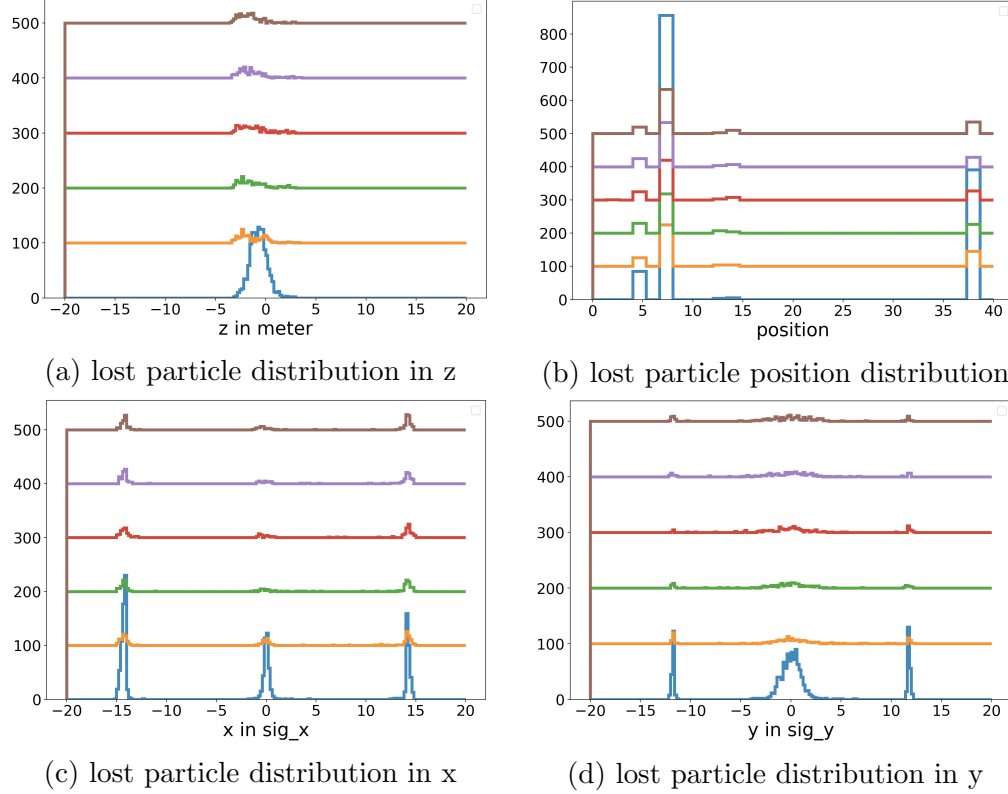 500
400
300
200
100
0
−20 −15 −10 −5 0 5 10 15 20
z in meter
(a) lost particle distribution in z
800
700
600
500
400
300
200
100
0
0 5 10 15 20 25 30 35 40
position
(b) lost particle position distribution
500
400
300
200
100
0
−20 −15 −10 −5 0 5 10 15 20
x in sig_x
(c) lost particle distribution in x
500
400
300
200
100
0
−20 −15 −10 −5 0 5 10 15 20
y in sig_y
(d) lost particle distribution in y